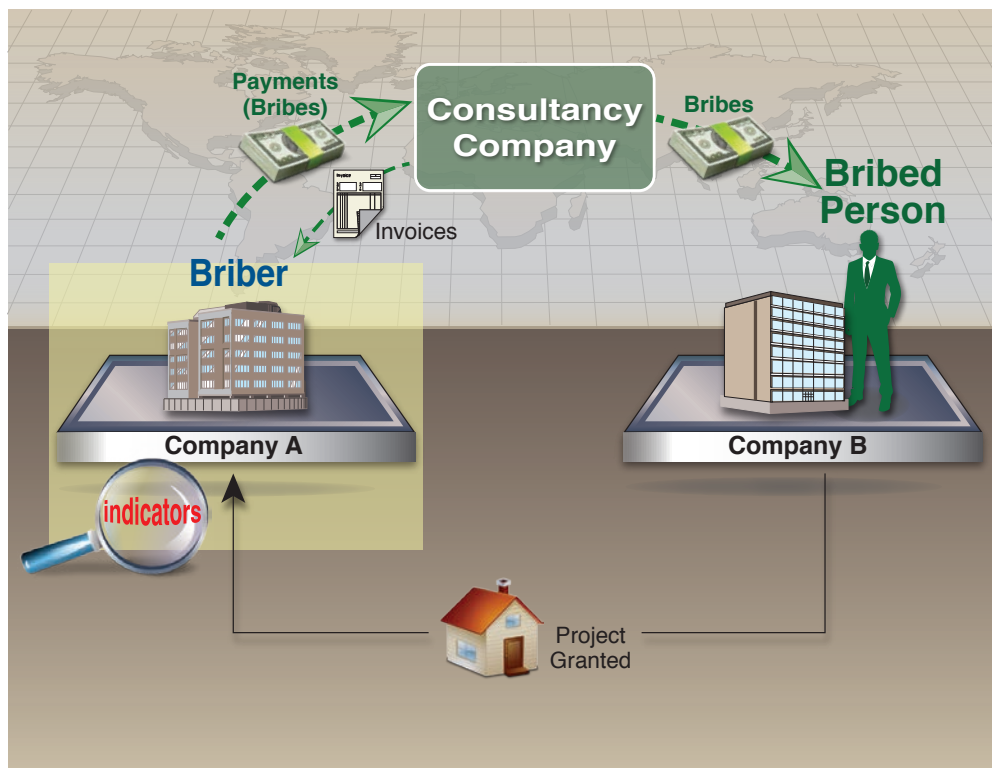 Payments
(Bribes)
Consultancy
Company
Bribes
Bribed
Person
Invoices
Briber
Company A
Company B
indicators
Project
Granted